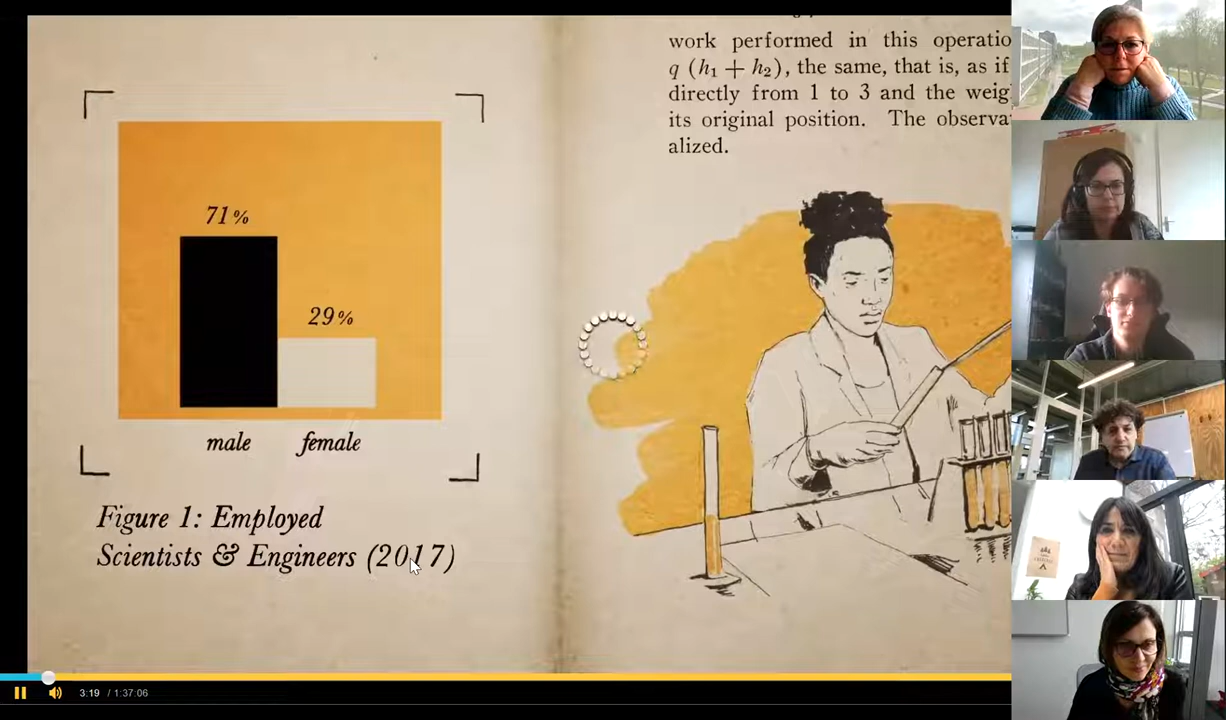 71%
29%
male female
Figure 1: Employed
Scientists & Engineers (2017)
work performed in this operatio
q (h1 + h2), the same, that is, as if
directly from 1 to 3 and the weig
its original position. The observa
alized.
3:19 / 1:37:06